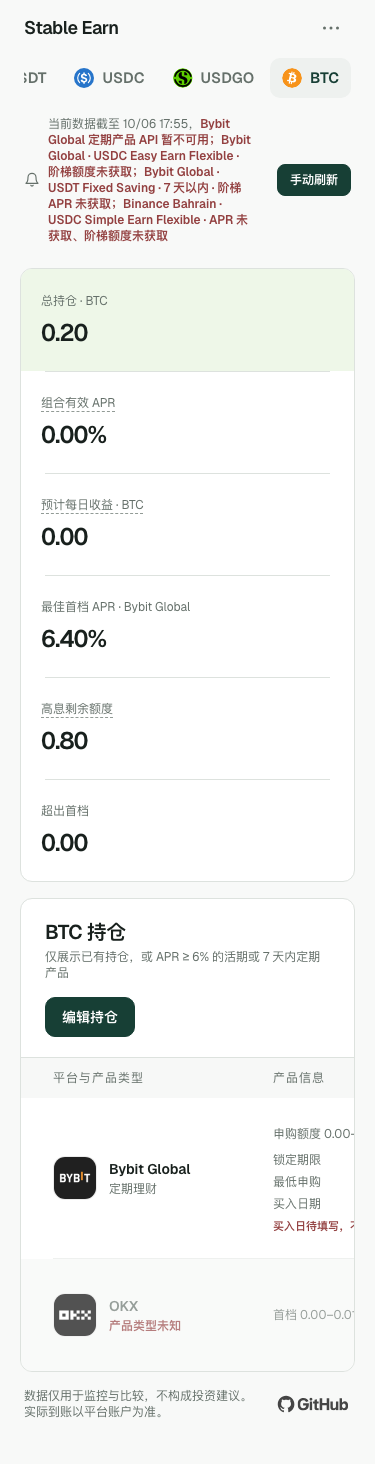 Stable Earn
SDT
USDC
USDGO
BTC
当前数据截至 10/06 17:55，Bybit
Global 定期产品 API 暂不可用；Bybit
Global · USDC Easy Earn Flexible ·
阶梯额度未获取；Bybit Global ·
USDT Fixed Saving · 7 天以内 · 阶梯
APR 未获取；Binance Bahrain ·
USDC Simple Earn Flexible · APR 未
获取、阶梯额度未获取
手动刷新
总持仓 · BTC
0.20
组合有效 APR
0.00%
预计每日收益 · BTC
0.00
最佳首档 APR · Bybit Global
6.40%
高息剩余额度
0.80
超出首档
0.00
BTC 持仓
仅展示已有持仓，或 APR ≥ 6% 的活期或 7 天内定期
产品
编辑持仓
平台与产品类型
产品信息
BYBIT
Bybit Global
定期理财
申购额度 0.00-
锁定期限
最低申购
买入日期
买入日待填写，
OKX
OKX
产品类型未知
首档 0.00–0.0
数据仅用于监控与比较，不构成投资建议。
实际到账以平台账户为准。
GitHub